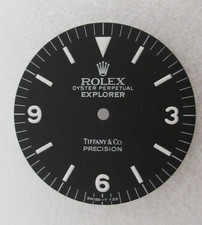 ROLEX
OYSTER PERPETUAL
EXPLORER
9 3
TIFFANY & CO.
PRECISION
6